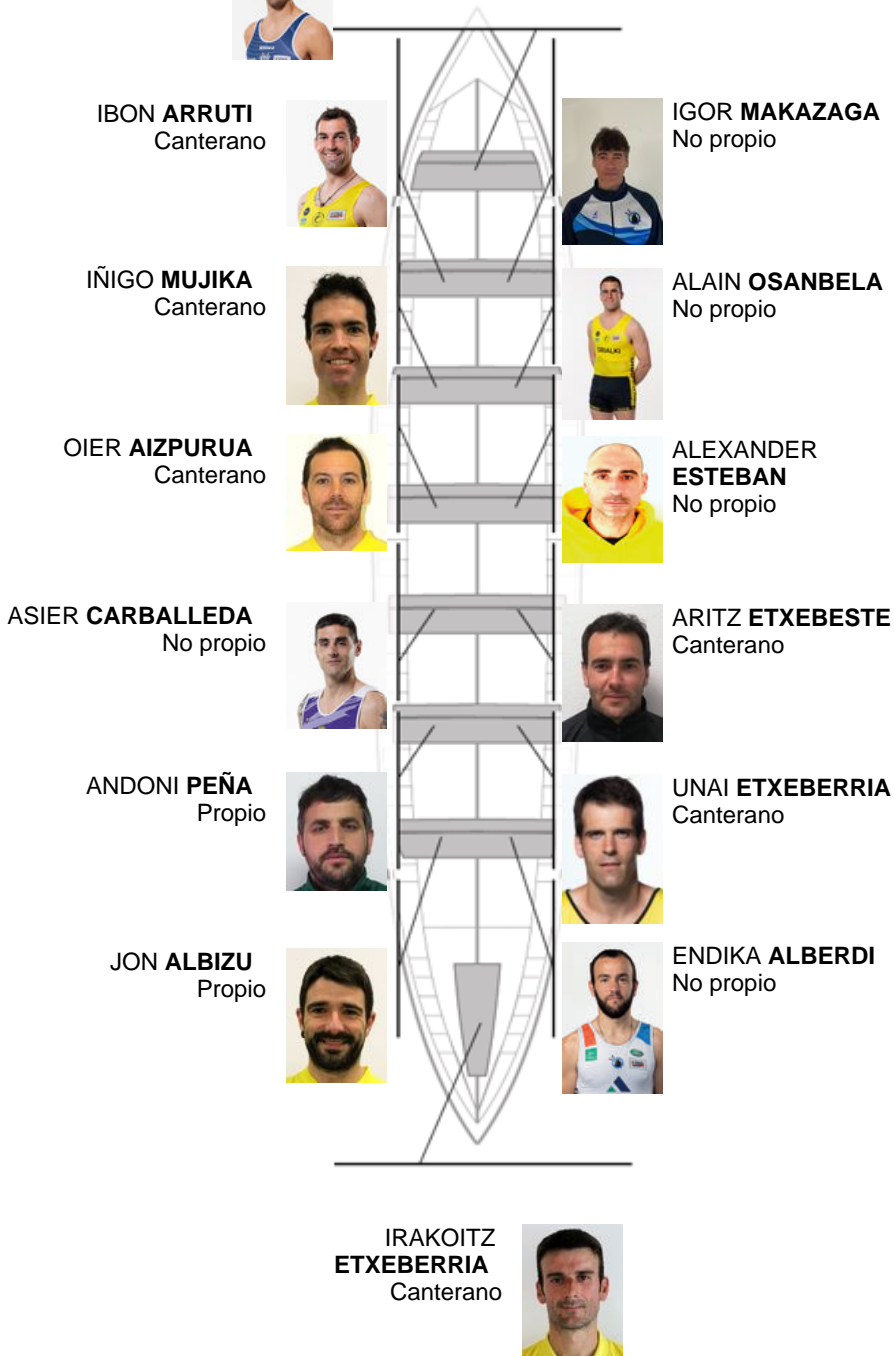 IBON ARRUTI
Canterano
IGOR MAKAZAGA
No propio
IÑIGO MUJIKA
Canterano
ALAIN OSANBELA
No propio
OIER AIZPURUA
Canterano
ALEXANDER
ESTEBAN
No propio
ASIER CARBALLEDA
No propio
ARITZ ETXEBESTE
Canterano
ANDONI PEÑA
Propio
UNAI ETXEBERRIA
Canterano
JON ALBIZU
Propio
ENDIKA ALBERDI
No propio
IRAKOITZ
ETXEBERRIA
Canterano